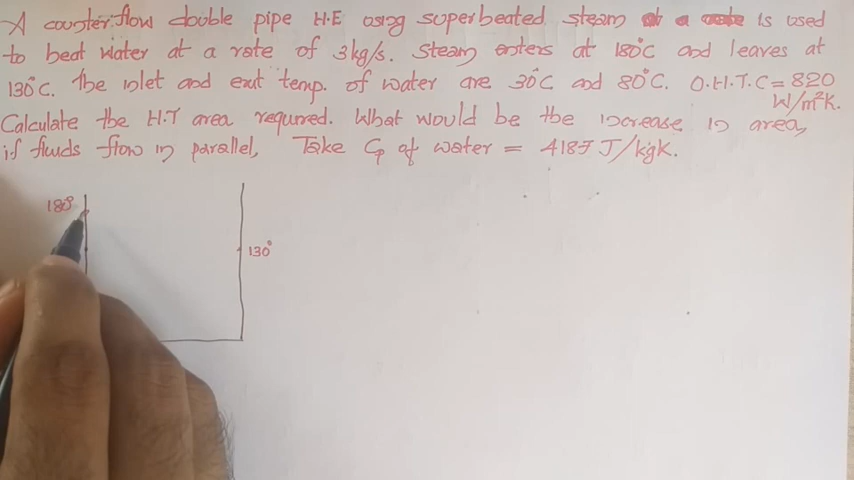 A counterflow double pipe H.E using superheated steam is used
to heat water at a rate of 3kg/s. Steam enters at 180°C and leaves at
130°C. The inlet and exit temp. of water are 30°C and 80°C. O.H.T.C = 820
W/m²K.
Calculate the H.T area required. What would be the increase in area,
if fluids flow in parallel, Take Cp of water = 4187 J/kgK.
180°
130°